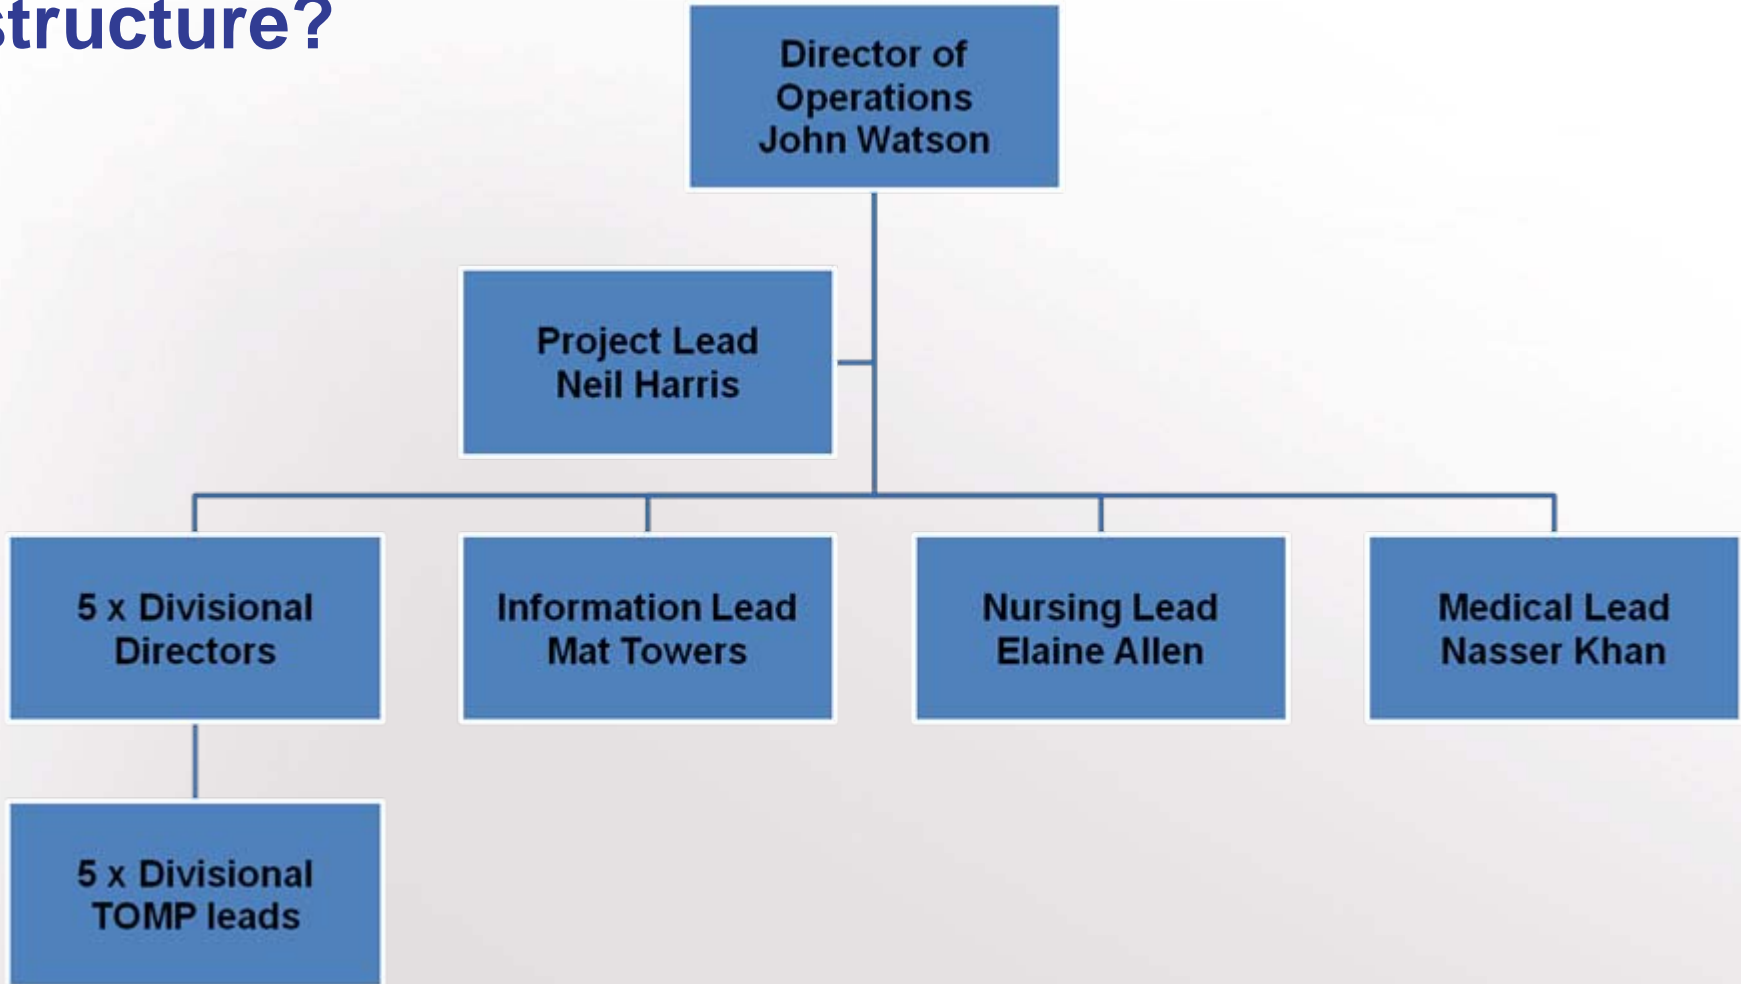 structure?
Director of
Operations
John Watson
Project Lead
Neil Harris
5 x Divisional
Directors
Information Lead
Mat Towers
Nursing Lead
Elaine Allen
Medical Lead
Nasser Khan
5 x Divisional
TOMP leads